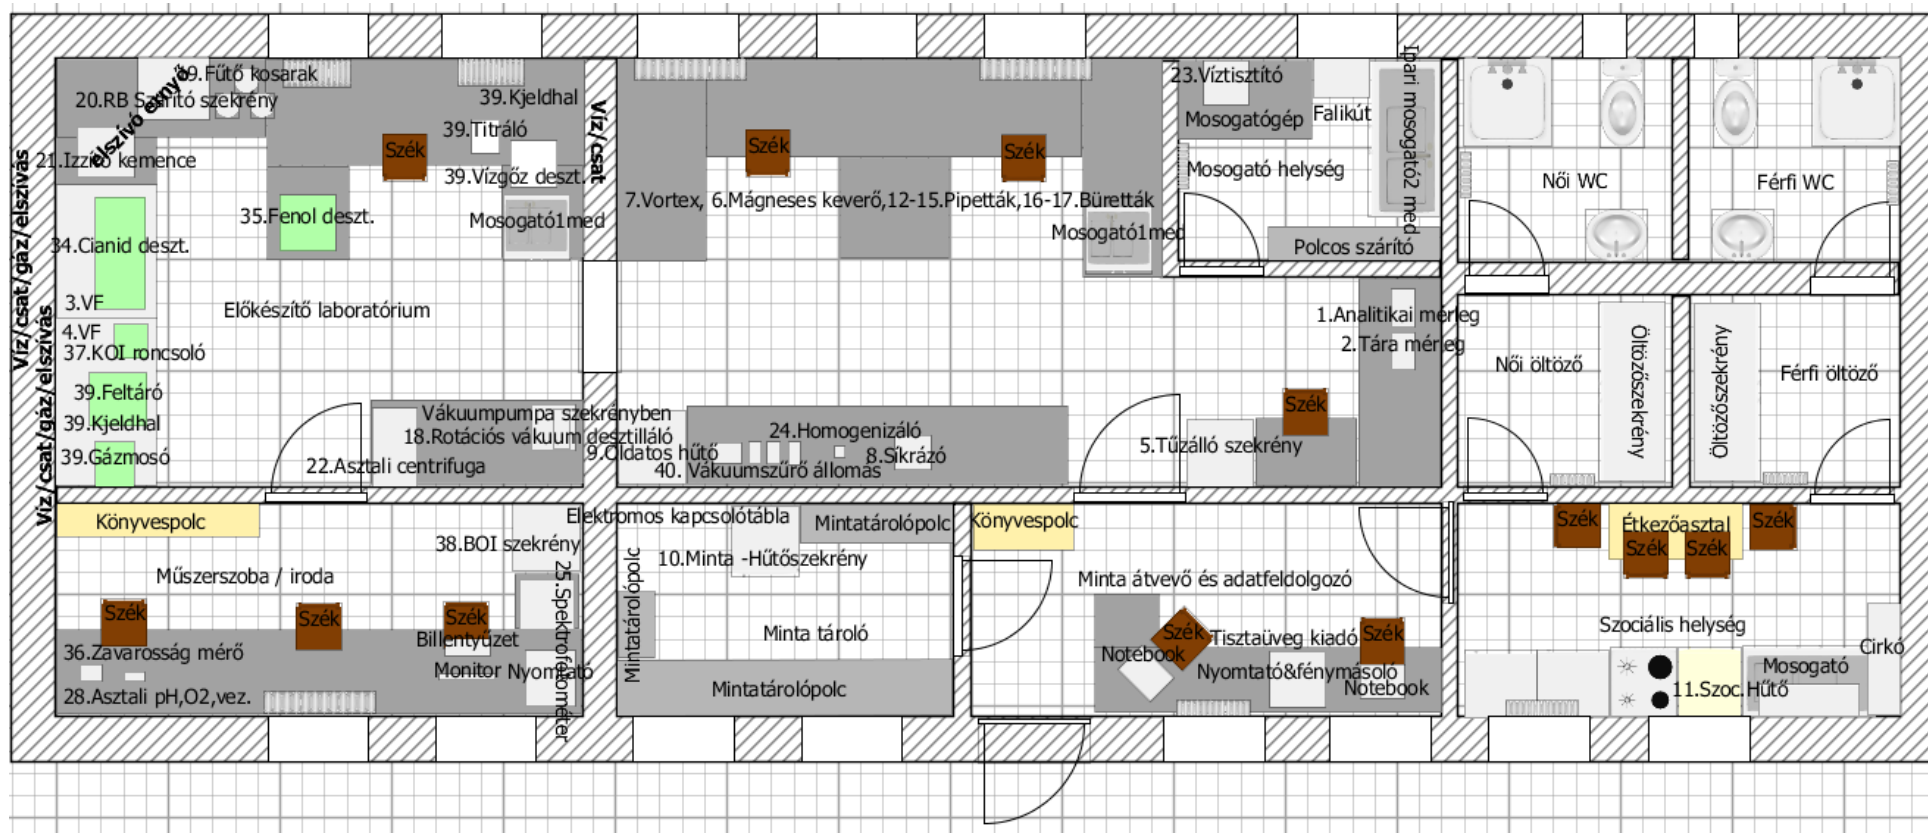 19.Fűtő kosarak
elszívó ernyő
20.RB Szárító szekrény
21.Izzító kemence
39.Kjeldhal
39.Titráló
39.Vízgőz deszt.
Mosogató1med
35.Fenol deszt.
34.Cianid deszt.
Szék
Víz/csat
Víz/csat/gáz/elszívás
Víz/csat/gáz/elszívás
3.VF
4.VF
37.KOI roncsoló
39.Feltáró
39.Kjeldhal
39.Gázmosó
Előkészítő laboratórium
Vákuumpumpa szekrényben
18.Rotációs vákuum desztilláló
22.Asztali centrifuga
Szék
Szék
7.Vortex, 6.Mágneses keverő,12-15.Pipetták,16-17.Büretták
Mosogató1med
9.Oldatos hűtő
24.Homogenizáló
8.Síkrázó
40. Vákuumszűrő állomás
5.Tűzálló szekrény
Szék
1.Analitikai mérleg
2.Tára mérleg
23.Víztisztító
Mosogatógép
Falikút
Ipari mosogató2 med
Mosogató helység
Polcos szárító
Női WC
Férfi WC
Női öltöző
Öltözőszekrény
Öltözőszekrény
Férfi öltöző
Könyvespolc
38.BOI szekrény
Műszerszoba / iroda
25.Spektrofotométer
Szék
Szék
Szék
Billentyűzet
36.Zavarosság mérő
Monitor
Nyomtató
28.Asztali pH,O2,vez.
Elektromos kapcsolótábla
Mintatárolópolc
10.Minta -Hűtőszekrény
Mintatárolópolc
Minta tároló
Mintatárolópolc
Könyvespolc
Minta átvevő és adatfeldolgozó
Szék
Tisztaüveg kiadó
Szék
Notebook
Nyomtató&fénymásoló
Notebook
Szék
Étkezőasztal
Szék
Szék
Szék
Szociális helység
Cirkó
Mosogató
11.Szoc.Hűtő